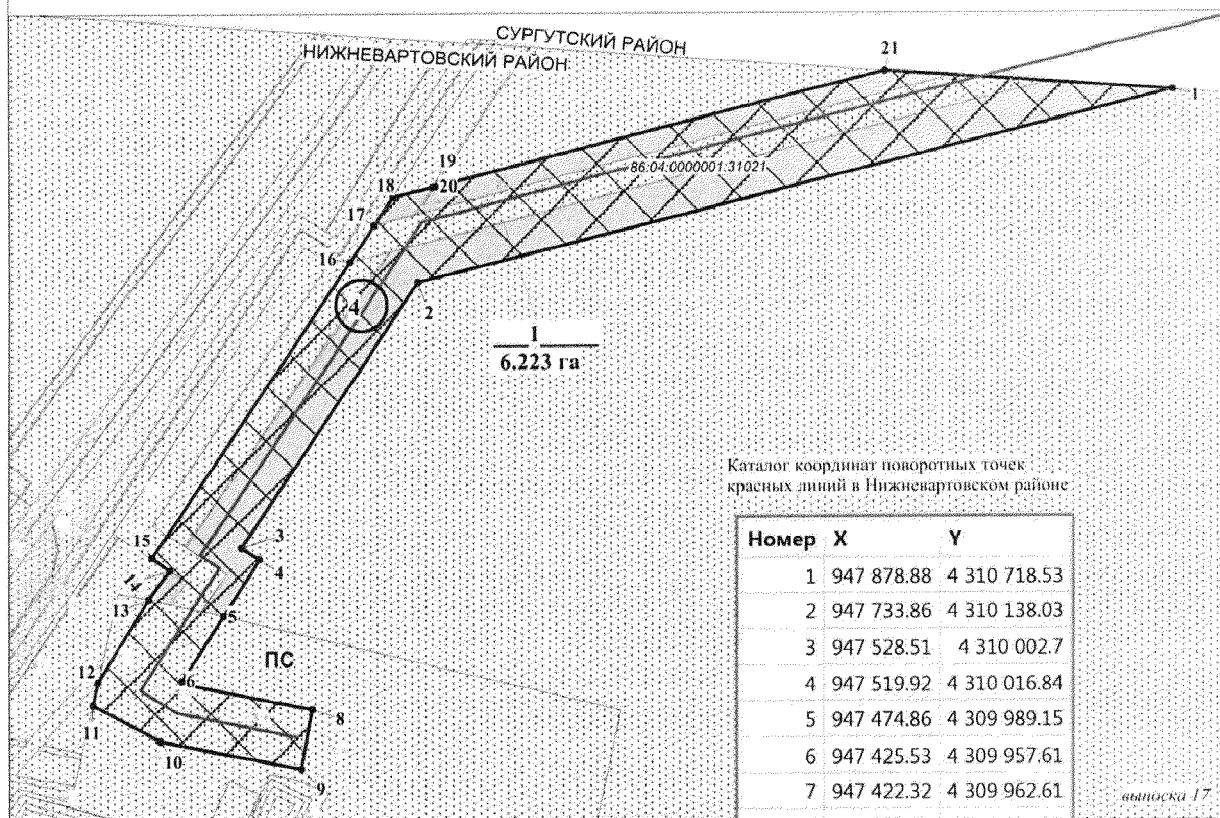 СУРГУТСКИЙ РАЙОН
НИЖНЕВАРТОВСКИЙ РАЙОН
21
1
86:04:0000001:31021
19
20
18
17
16
4
2
1
6.223 га
3
4
15
14
13
5
ПС
12
6
11
8
10
9
Каталог координат поворотных точек
красных линий в Нижневартовском районе
Номер X Y
1 947 878.88 4 310 718.53
2 947 733.86 4 310 138.03
3 947 528.51 4 310 002.7
4 947 519.92 4 310 016.84
5 947 474.86 4 309 989.15
6 947 425.53 4 309 957.61
7 947 422.32 4 309 962.61
выноска 17